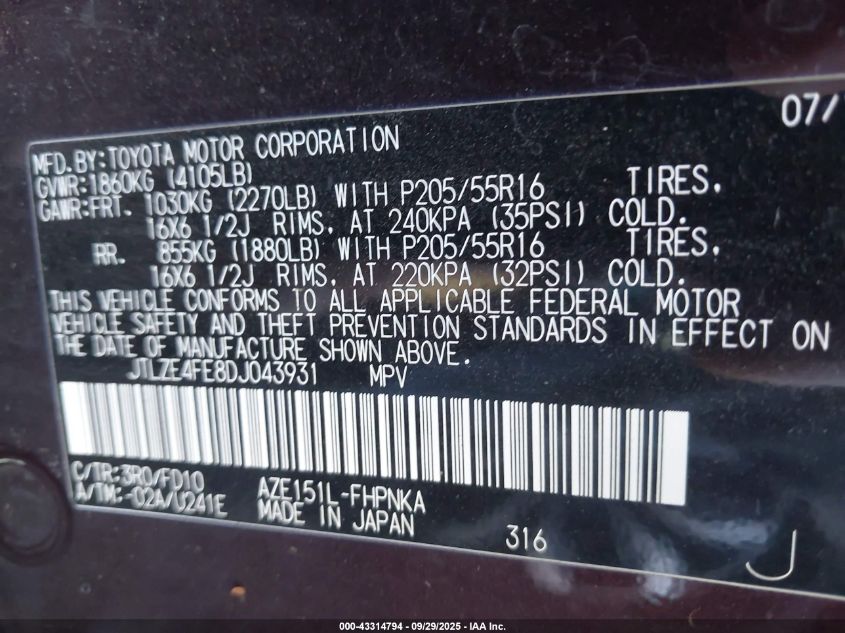 07/
MFD. BY: TOYOTA MOTOR CORPORATION
GVWR: 1860KG (4105LB)
GAWR: FRT. 1030KG (2270LB) WITH P205/55R16 TIRES,
16X6 1/2J RIMS, AT 240KPA (35PSI) COLD.
RR. 855KG (1880LB) WITH P205/55R16 TIRES,
16X6 1/2J RIMS, AT 220KPA (32PSI) COLD.
THIS VEHICLE CONFORMS TO ALL APPLICABLE FEDERAL MOTOR
VEHICLE SAFETY AND THEFT PREVENTION STANDARDS IN EFFECT ON
THE DATE OF MANUFACTURE SHOWN ABOVE.
JTLZE4FE8DJ043931 MPV
C/TR: 3R0/FD10 AZE151L-FHPNKA
A/TM: -02A/U241E MADE IN JAPAN
316
J
000-43314794 - 09/29/2025 - IAA Inc.